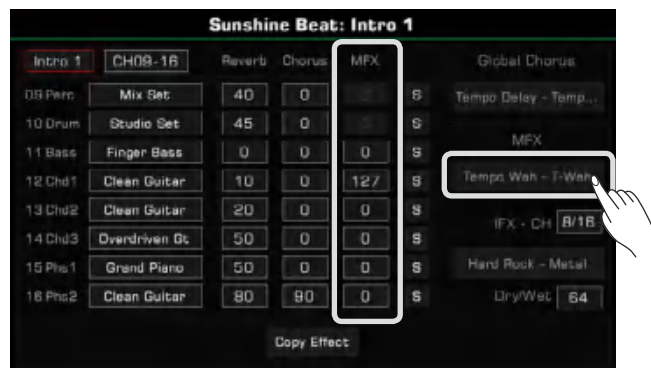 Sunshine Beat: Intro 1
Intro 1 CH09-16 Reverb Chorus MFX Global Chorus
09 Perc Mix Set 40 0 S Tempo Delay - Temp...
10 Drum Studio Set 45 0 S
MFX
11 Bass Finger Bass 0 0 0 S
12 Chd1 Clean Guitar 10 0 127 S Tempo Wah - T-Wah
13 Chd2 Clean Guitar 20 0 0 S
IFX - CH 8/16
14 Chd3 Overdriven Gt 50 0 0 S
15 Phs1 Grand Piano 50 0 0 S Hard Rock - Metal
16 Phs2 Clean Guitar 80 90 0 S Dry/Wet 64
Copy Effect